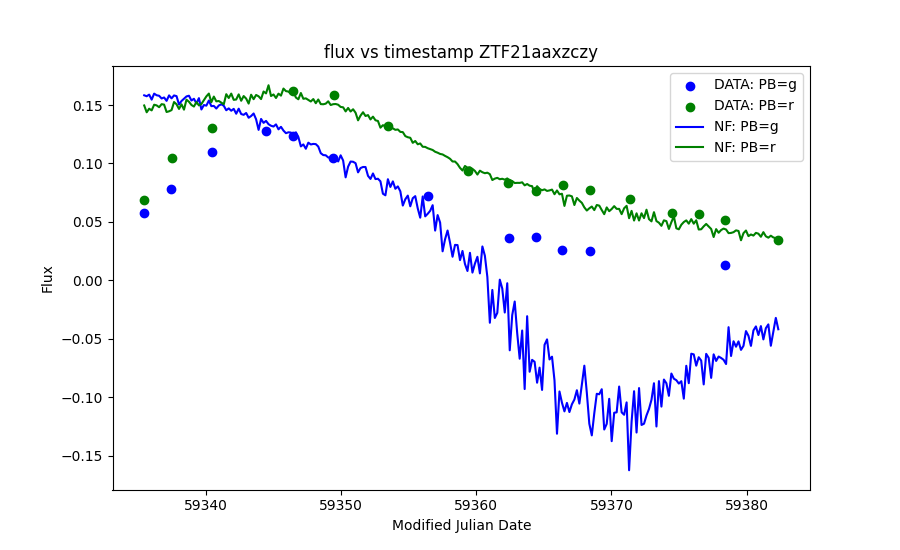 flux vs timestamp ZTF21aaxzczy
DATA: PB=g
DATA: PB=r
NF: PB=g
NF: PB=r
0.15
0.10
0.05
0.00
−0.05
−0.10
−0.15
Flux
59340 59350 59360 59370 59380
Modified Julian Date